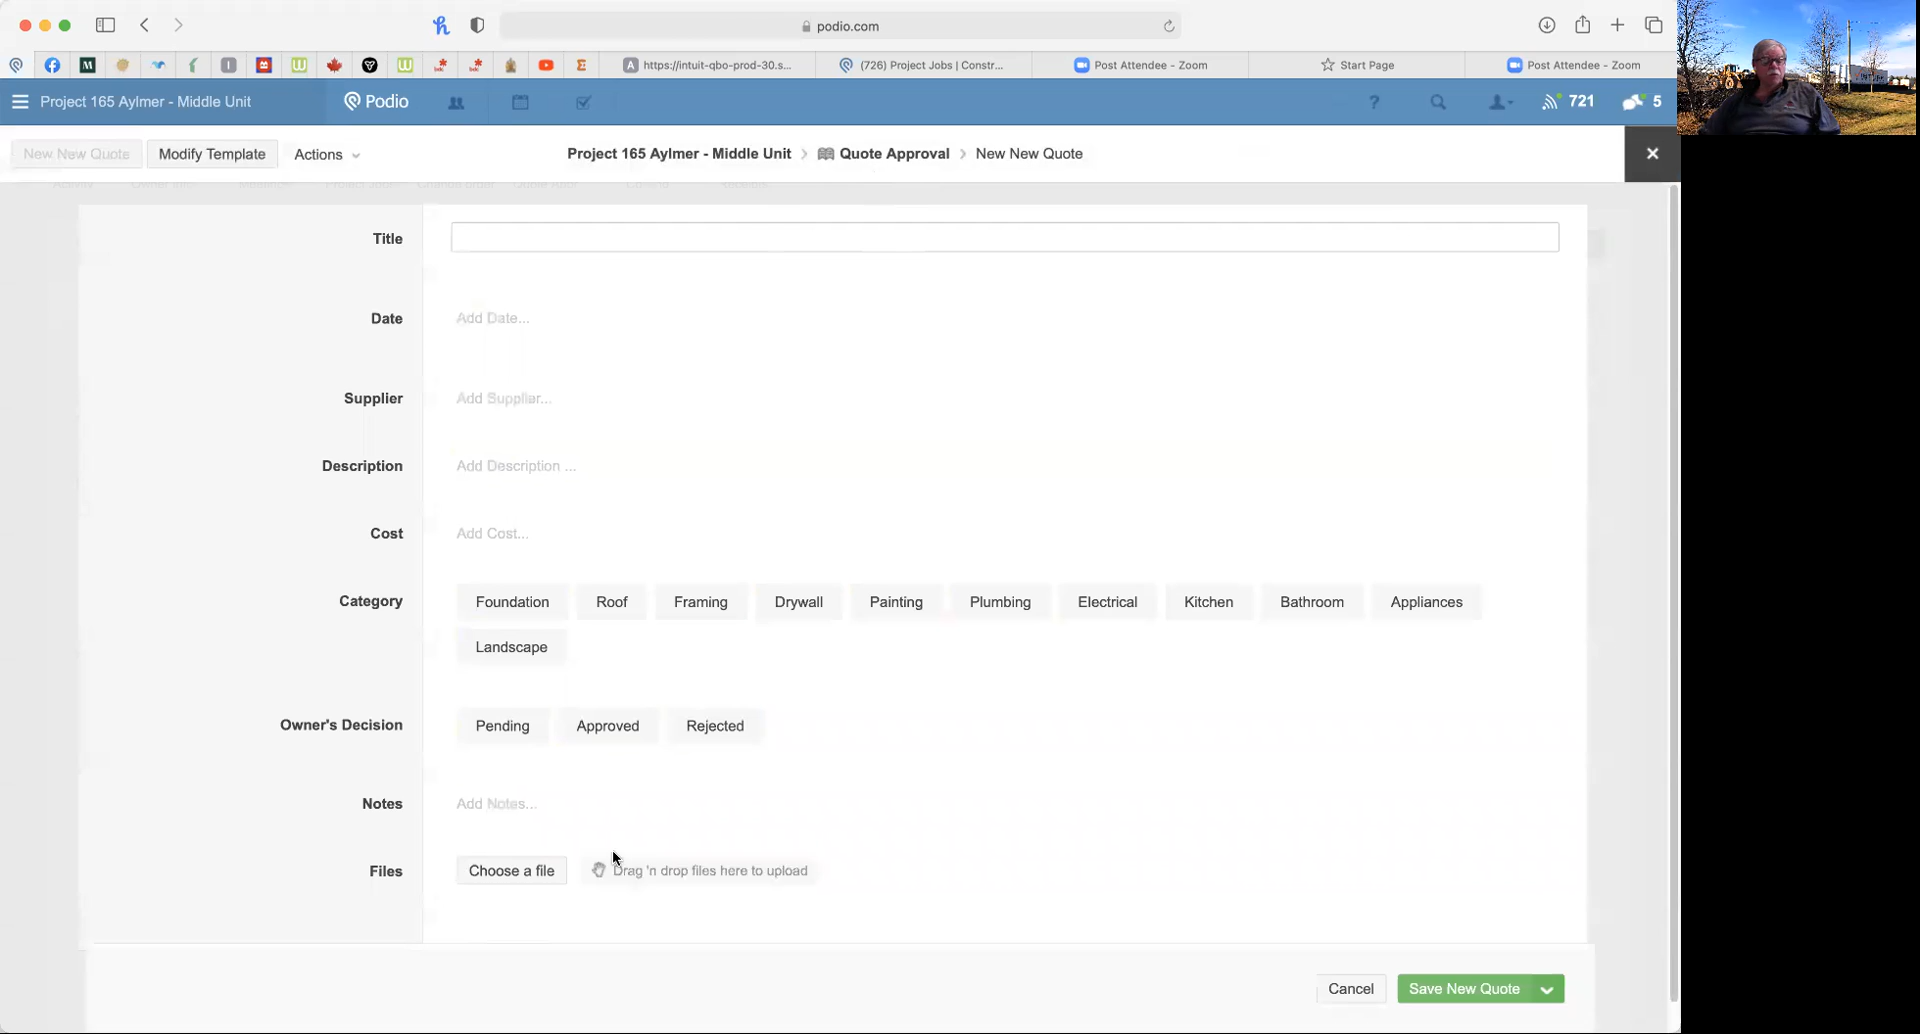 podio.com
https://intuit-qbo-prod-30.s...
(726) Project Jobs | Constr...
Post Attendee - Zoom
Start Page
Post Attendee - Zoom
Project 165 Aylmer - Middle Unit
Podio
?
721
5
New New Quote
Modify Template
Actions
Project 165 Aylmer - Middle Unit > Quote Approval > New New Quote
Title
Date
Add Date...
Supplier
Add Supplier...
Description
Add Description ...
Cost
Add Cost...
Category
Foundation Roof Framing Drywall Painting Plumbing Electrical Kitchen Bathroom Appliances
Landscape
Owner's Decision
Pending Approved Rejected
Notes
Add Notes...
Files
Choose a file
Drag 'n drop files here to upload
Cancel
Save New Quote